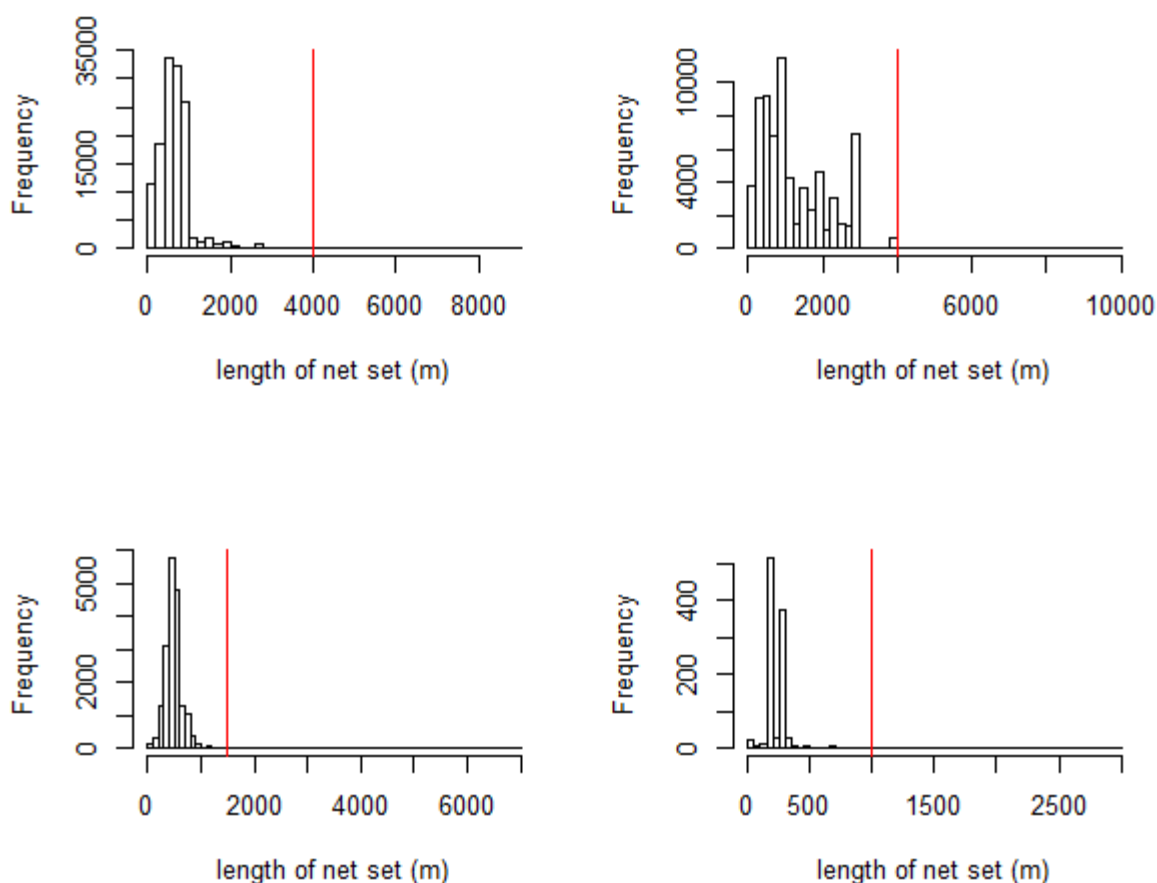 Frequency
0 15000 35000
0 2000 4000 6000 8000
length of net set (m)
Frequency
0 4000 10000
0 2000 6000 10000
length of net set (m)
Frequency
0 2000 5000
0 2000 4000 6000
length of net set (m)
Frequency
0 200 400
0 500 1500 2500
length of net set (m)